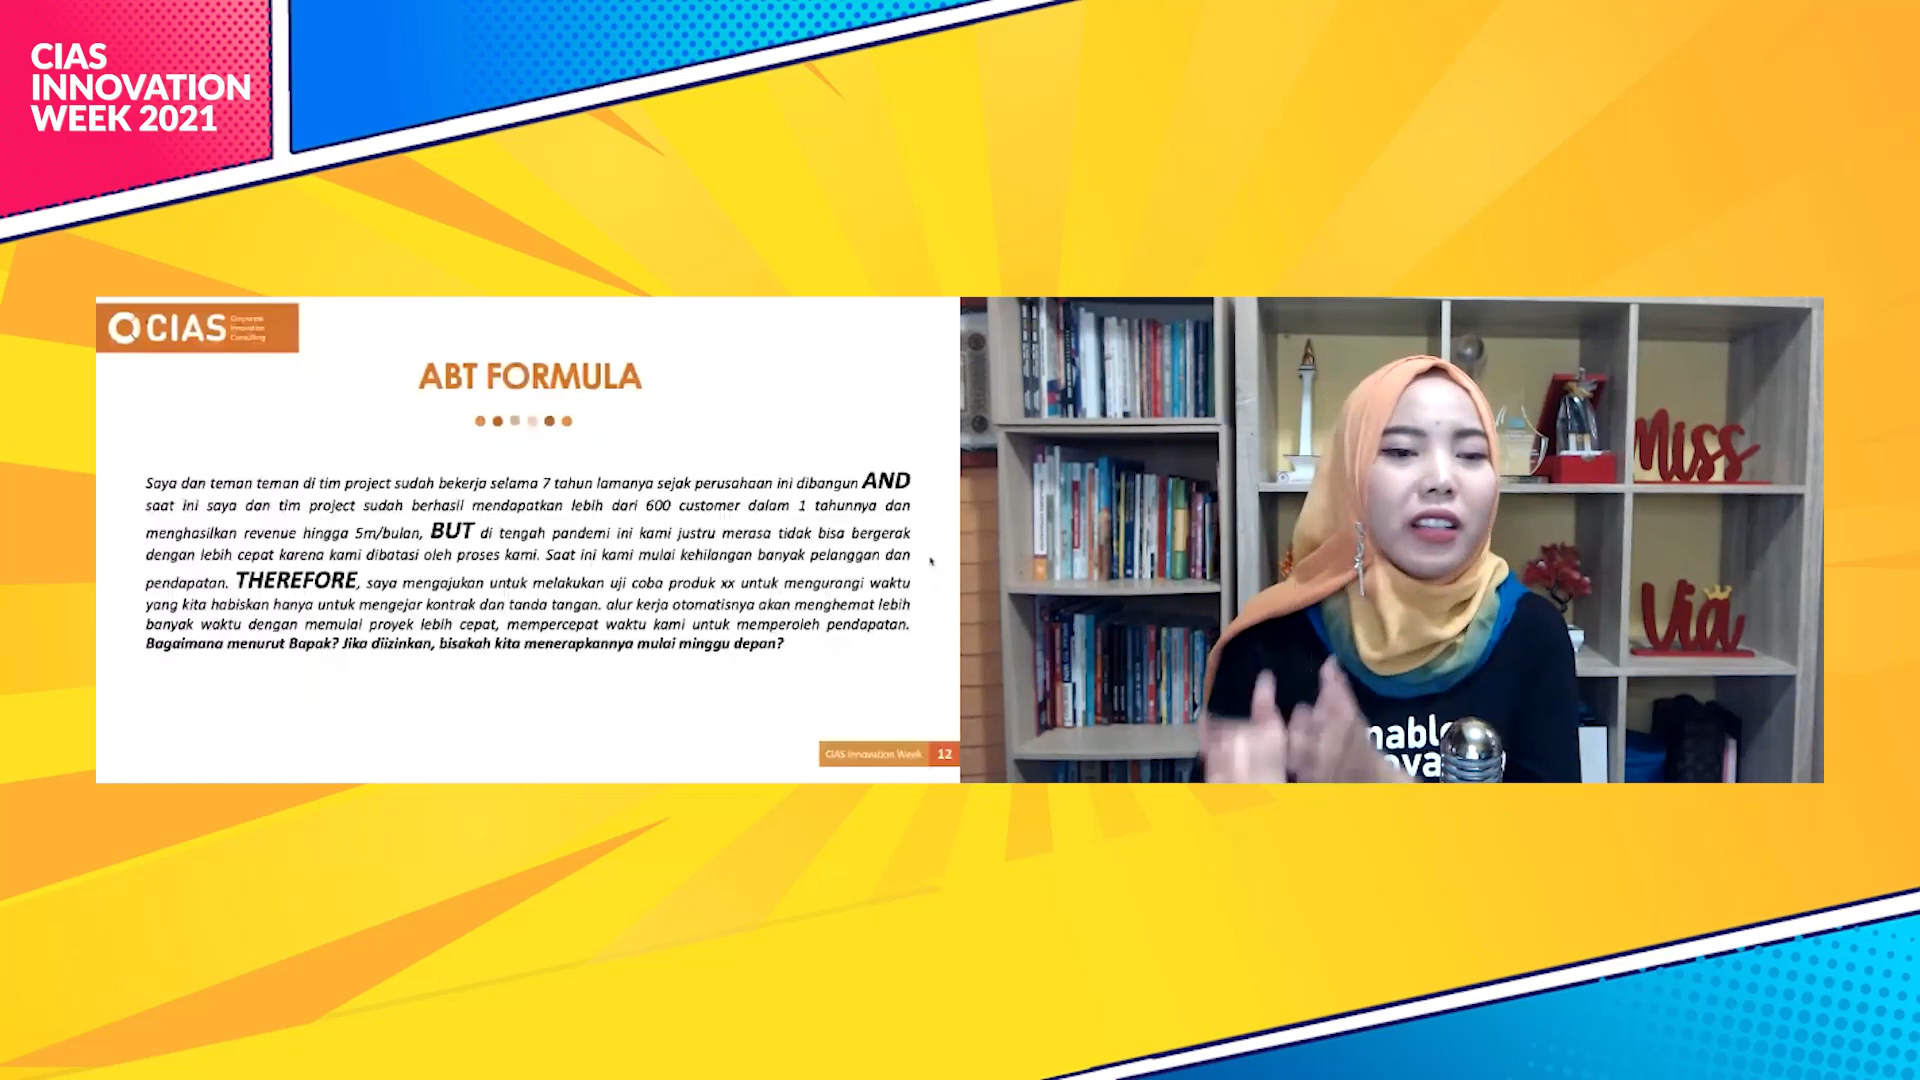 CIAS
INNOVATION
WEEK 2021
CIAS
Corporate
Innovation
Consulting
ABT FORMULA
Saya dan teman teman di tim project sudah bekerja selama 7 tahun lamanya sejak perusahaan ini dibangun AND
saat ini saya dan tim project sudah berhasil mendapatkan lebih dari 600 customer dalam 1 tahunnya dan
menghasilkan revenue hingga 5m/bulan, BUT di tengah pandemi ini kami justru merasa tidak bisa bergerak
dengan lebih cepat karena kami dibatasi oleh proses kami. Saat ini kami mulai kehilangan banyak pelanggan dan
pendapatan. THEREFORE, saya mengajukan untuk melakukan uji coba produk xx untuk mengurangi waktu
yang kita habiskan hanya untuk mengejar kontrak dan tanda tangan. alur kerja otomatisnya akan menghemat lebih
banyak waktu dengan memulai proyek lebih cepat, mempercepat waktu kami untuk memperoleh pendapatan.
Bagaimana menurut Bapak? Jika diizinkan, bisakah kita menerapkannya mulai minggu depan?
CIAS Innovation Week 12
Miss
Via